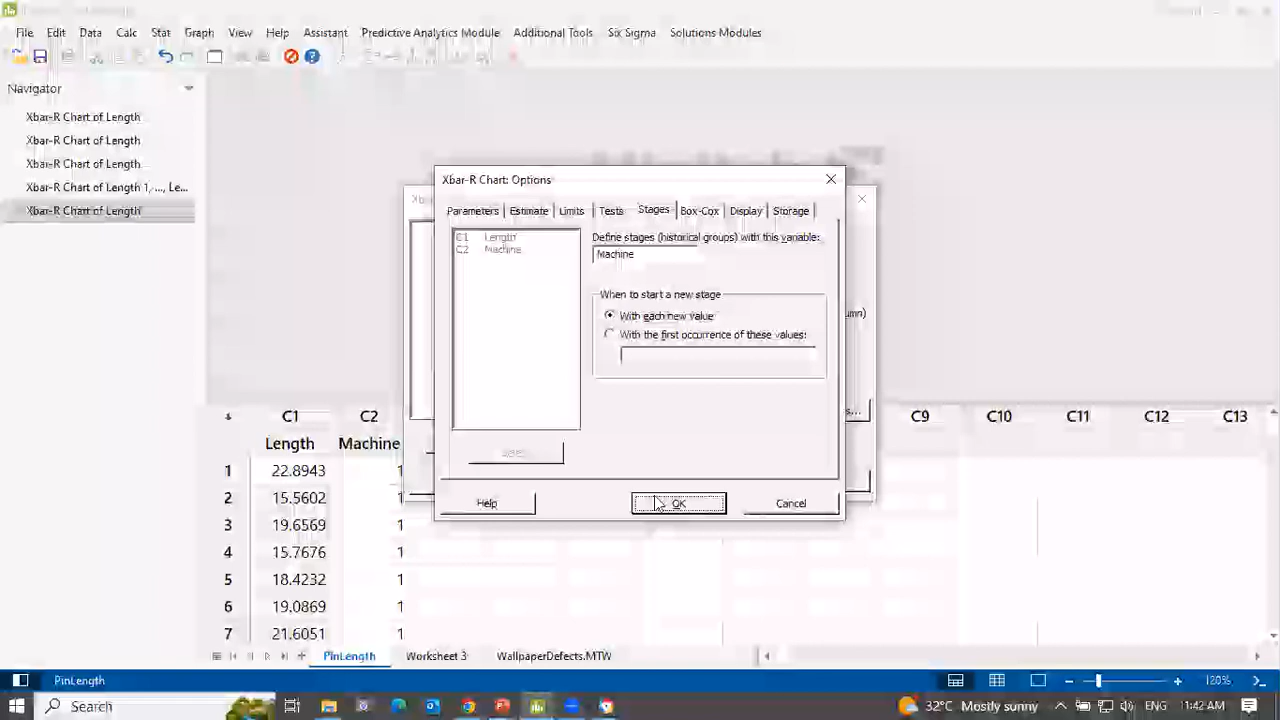 File Edit Data Calc Stat Graph View Help Assistant Predictive Analytics Module Additional Tools Six Sigma Solutions Modules
Navigator
Xbar-R Chart of Length
Xbar-R Chart of Length
Xbar-R Chart of Length
Xbar-R Chart of Length 1, ..., Le...
Xbar-R Chart of Length
Xbar-R Chart: Options
Parameters Estimate Limits Tests Stages Box-Cox Display Storage
C1 Length
C2 Machine
Define stages (historical groups) with this variable:
Machine
When to start a new stage
With each new value
With the first occurrence of these values:
Help OK Cancel
C1 C2 C9 C10 C11 C12 C13
Length Machine
1 22.8943 1
2 15.5602 1
3 19.6569 1
4 15.7676 1
5 18.4232 1
6 19.0869 1
7 21.6051 1
PinLength Worksheet 3 WallpaperDefects.MTW
PinLength 120%
Search 32°C Mostly sunny ENG 11:42 AM